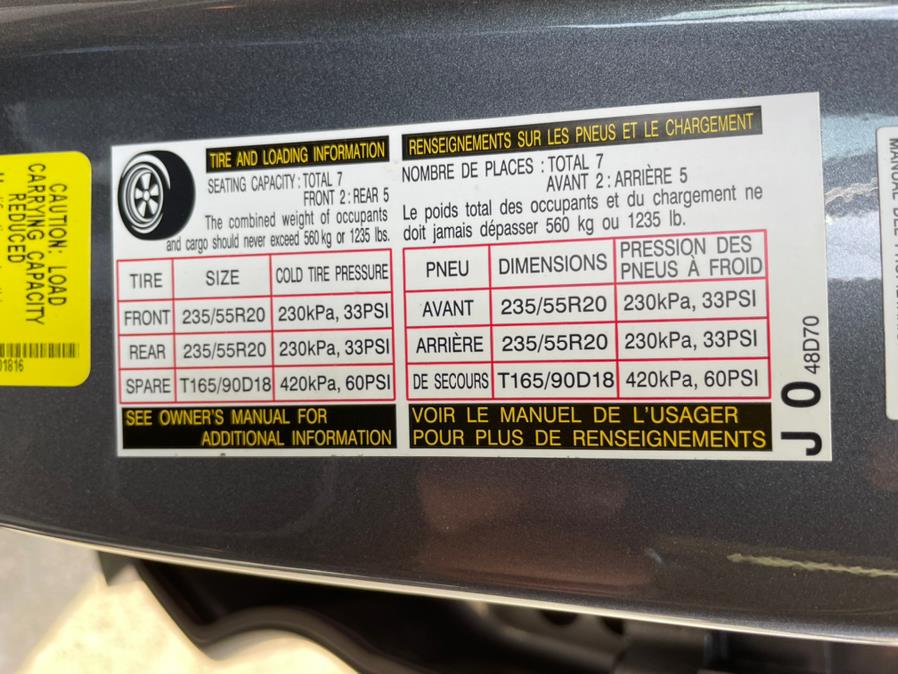 CAUTION: LOAD
CARRYING CAPACITY
REDUCED
01816
TIRE AND LOADING INFORMATION
SEATING CAPACITY: TOTAL 7
FRONT 2: REAR 5
The combined weight of occupants
and cargo should never exceed 560 kg or 1235 lbs.
TIRE SIZE COLD TIRE PRESSURE
FRONT 235/55R20 230kPa, 33PSI
REAR 235/55R20 230kPa, 33PSI
SPARE T165/90D18 420kPa, 60PSI
SEE OWNER'S MANUAL FOR
ADDITIONAL INFORMATION
RENSEIGNEMENTS SUR LES PNEUS ET LE CHARGEMENT
NOMBRE DE PLACES : TOTAL 7
AVANT 2 : ARRIÈRE 5
Le poids total des occupants et du chargement ne
doit jamais dépasser 560 kg ou 1235 lb.
PNEU DIMENSIONS PRESSION DES
PNEUS À FROID
AVANT 235/55R20 230kPa, 33PSI
ARRIÈRE 235/55R20 230kPa, 33PSI
DE SECOURS T165/90D18 420kPa, 60PSI
VOIR LE MANUEL DE L'USAGER
POUR PLUS DE RENSEIGNEMENTS
J 0
48D70
MANUAL DEL